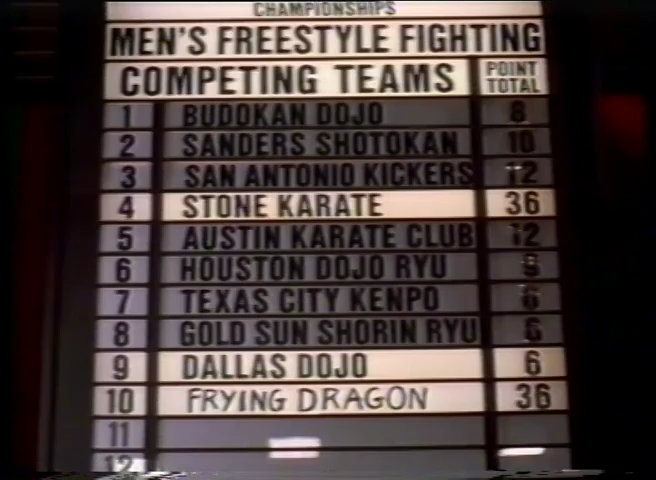 CHAMPIONSHIPS
MEN'S FREESTYLE FIGHTING
COMPETING TEAMS POINT TOTAL
1 BUDOKAN DOJO 8
2 SANDERS SHOTOKAN 10
3 SAN ANTONIO KICKERS 12
4 STONE KARATE 36
5 AUSTIN KARATE CLUB 12
6 HOUSTON DOJO RYU
7 TEXAS CITY KENPO 6
8 GOLD SUN SHORIN RYU
9 DALLAS DOJO 6
10 FRYING DRAGON 36
11
12